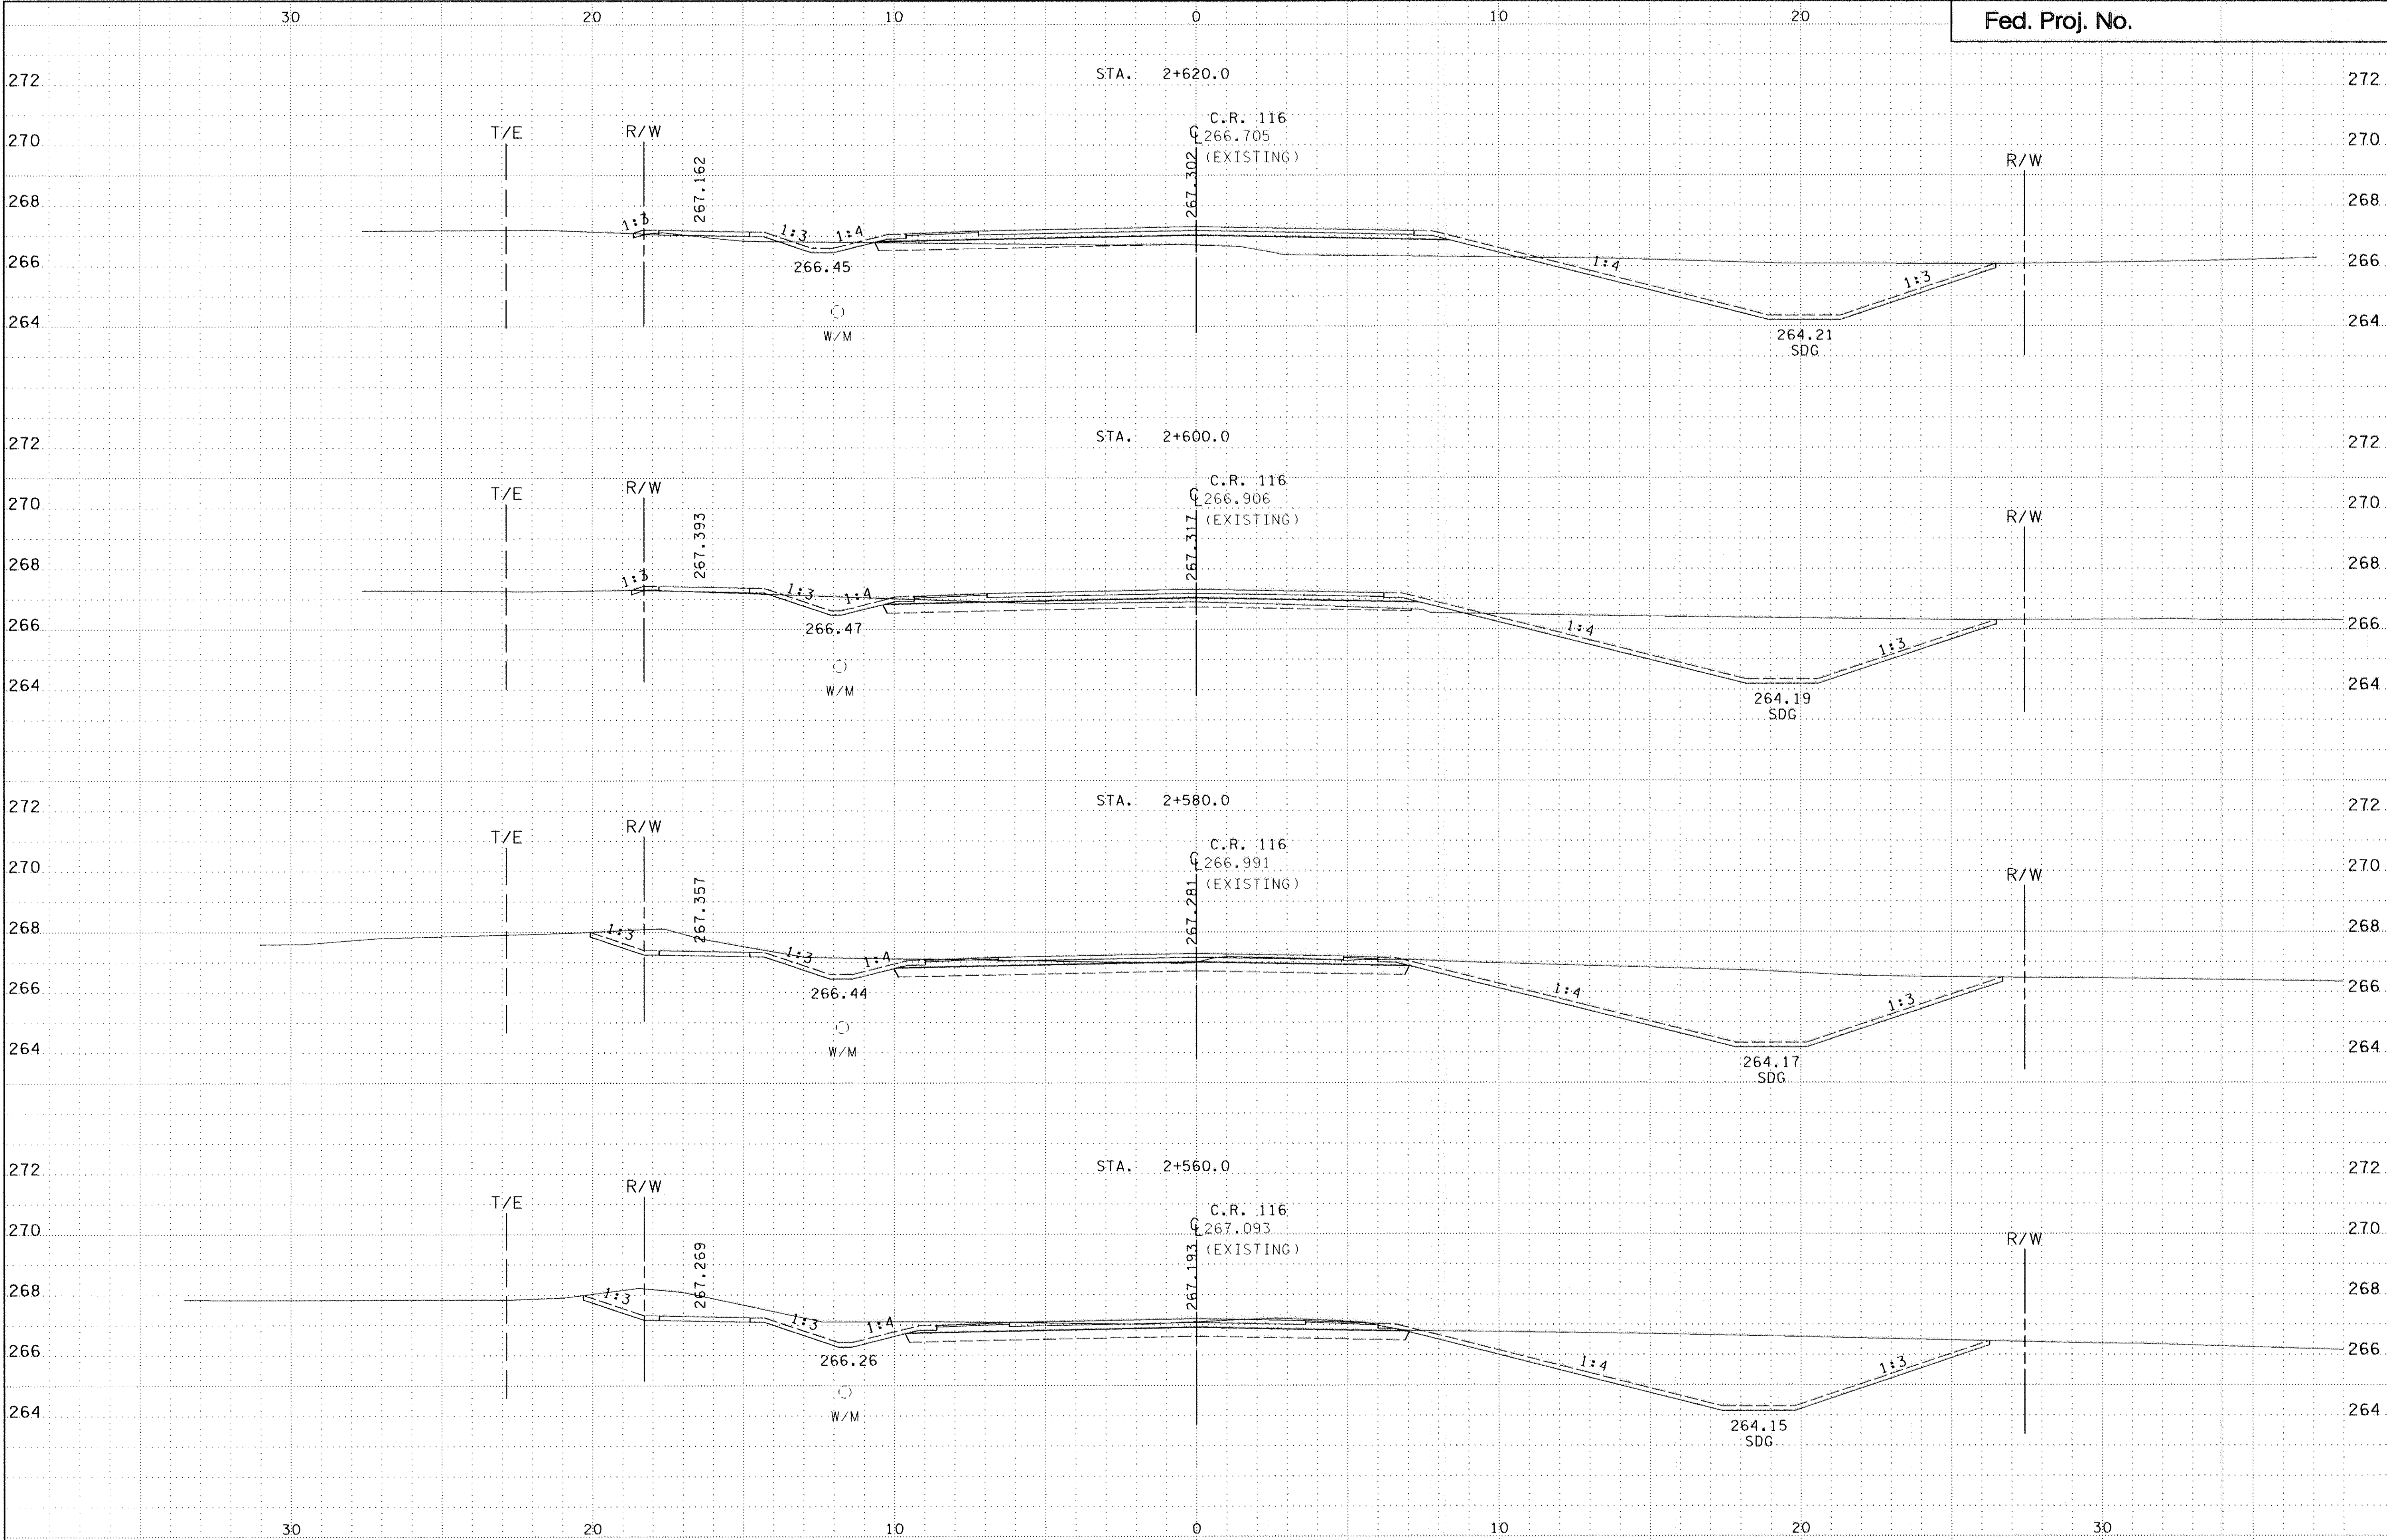 30 20 10 0 10 20
Fed. Proj. No.
STA. 2+620.0
272 272
C.R. 116
T/E R/W ℄ 266.705
270 270
(EXISTING)
R/W
267.162 267.302
268 268
1:3 1:3 1:4
266 266.45 1:4 1:3 266
264 W/M 264
264.21
SDG
STA. 2+600.0
272 272
C.R. 116
T/E R/W ℄ 266.906
270 270
(EXISTING)
R/W
267.393 267.317
268 268
1:3 1:3 1:4
266 266.47 1:4 1:3 266
264 W/M 264
264.19
SDG
STA. 2+580.0
272 272
R/W
T/E C.R. 116
℄ 266.991
270 270
(EXISTING)
R/W
267.357 267.281
268 268
1:3 1:3 1:4
266 266.44 1:4 1:3 266
264 W/M 264
264.17
SDG
STA. 2+560.0
272 272
R/W
T/E C.R. 116
℄ 267.093
270 270
(EXISTING)
R/W
267.269 267.193
268 268
1:3 1:3 1:4
266 266.26 1:4 1:3 266
264 W/M 264
264.15
SDG
30 20 10 0 10 20 30